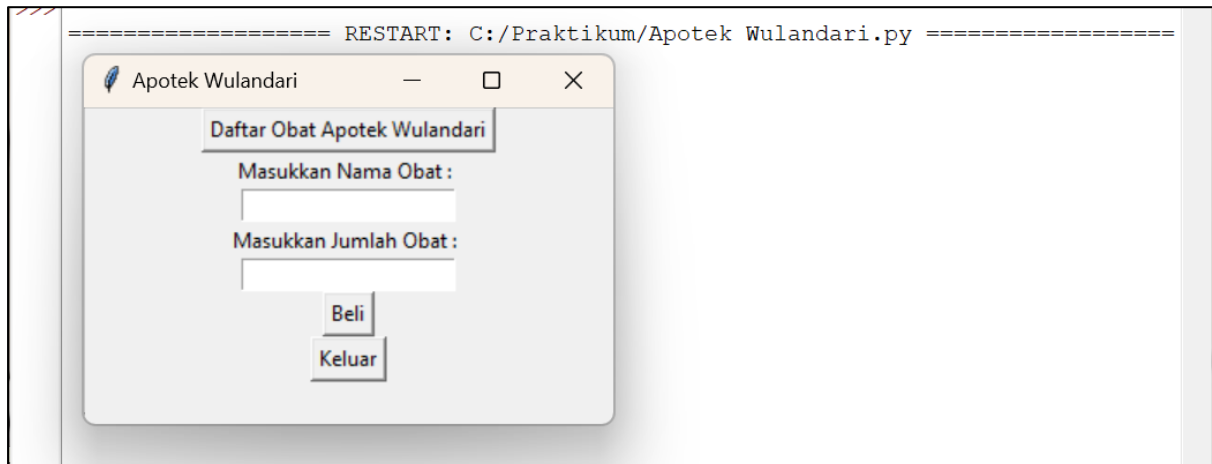 >>>
=================== RESTART: C:/Praktikum/Apotek Wulandari.py ==================
Apotek Wulandari
Daftar Obat Apotek Wulandari
Masukkan Nama Obat :
Masukkan Jumlah Obat :
Beli
Keluar